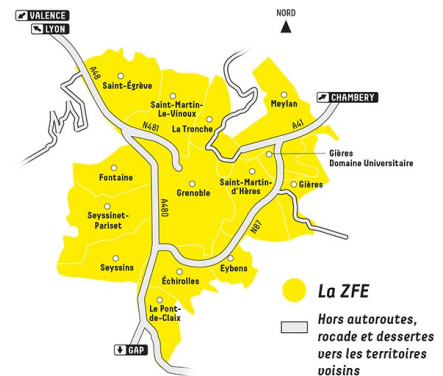 NORD
VALENCE
LYON
A48
Saint-Égrève
Saint-Martin-
Le-Vinoux
Meylan
CHAMBERY
N481
La Tronche
A41
Gières
Domaine Universitaire
Fontaine
Grenoble
Saint-Martin-
d'Hères
Gières
A480
Seyssinet-
Pariset
N87
Seyssins
Eybens
Échirolles
La ZFE
Le Pont-
de-Claix
Hors autoroutes,
rocade et dessertes
vers les territoires
voisins
GAP